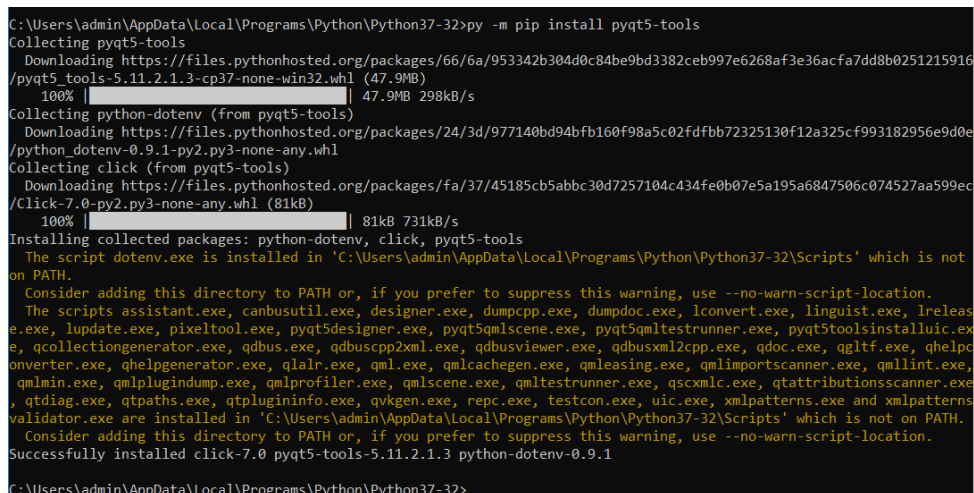 C:\Users\admin\AppData\Local\Programs\Python\Python37-32>py -m pip install pyqt5-tools
Collecting pyqt5-tools
  Downloading https://files.pythonhosted.org/packages/66/6a/953342b304d0c84be9bd3382ceb997e6268af3e36acfa7dd8b0251215916
/pyqt5_tools-5.11.2.1.3-cp37-none-win32.whl (47.9MB)
    100% |                                | 47.9MB 298kB/s
Collecting python-dotenv (from pyqt5-tools)
  Downloading https://files.pythonhosted.org/packages/24/3d/977140bd94bfb160f98a5c02fdfbb72325130f12a325cf993182956e9d0e
/python_dotenv-0.9.1-py2.py3-none-any.whl
Collecting click (from pyqt5-tools)
  Downloading https://files.pythonhosted.org/packages/fa/37/45185cb5abbc30d7257104c434fe0b07e5a195a6847506c074527aa599ec
/Click-7.0-py2.py3-none-any.whl (81kB)
    100% |                                | 81kB 731kB/s
Installing collected packages: python-dotenv, click, pyqt5-tools
  The script dotenv.exe is installed in 'C:\Users\admin\AppData\Local\Programs\Python\Python37-32\Scripts' which is not
on PATH.
  Consider adding this directory to PATH or, if you prefer to suppress this warning, use --no-warn-script-location.
  The scripts assistant.exe, canbusutil.exe, designer.exe, dumpcpp.exe, dumpdoc.exe, lconvert.exe, linguist.exe, lreleas
e.exe, lupdate.exe, pixeltool.exe, pyqt5designer.exe, pyqt5qmlscene.exe, pyqt5qmltestrunner.exe, pyqt5toolsinstalluic.ex
e, qcollectiongenerator.exe, qdbus.exe, qdbuscpp2xml.exe, qdbusviewer.exe, qdbusxml2cpp.exe, qdoc.exe, qgltf.exe, qhelpc
onverter.exe, qhelpgenerator.exe, qlalr.exe, qml.exe, qmlcachegen.exe, qmleasing.exe, qmlimportscanner.exe, qmllint.exe,
 qmlmin.exe, qmlplugindump.exe, qmlprofiler.exe, qmlscene.exe, qmltestrunner.exe, qscxmlc.exe, qtattributionsscanner.exe
, qtdiag.exe, qtpaths.exe, qtplugininfo.exe, qvkgen.exe, repc.exe, testcon.exe, uic.exe, xmlpatterns.exe and xmlpatterns
validator.exe are installed in 'C:\Users\admin\AppData\Local\Programs\Python\Python37-32\Scripts' which is not on PATH.
  Consider adding this directory to PATH or, if you prefer to suppress this warning, use --no-warn-script-location.
Successfully installed click-7.0 pyqt5-tools-5.11.2.1.3 python-dotenv-0.9.1
C:\Users\admin\AppData\Local\Programs\Python\Python37-32>